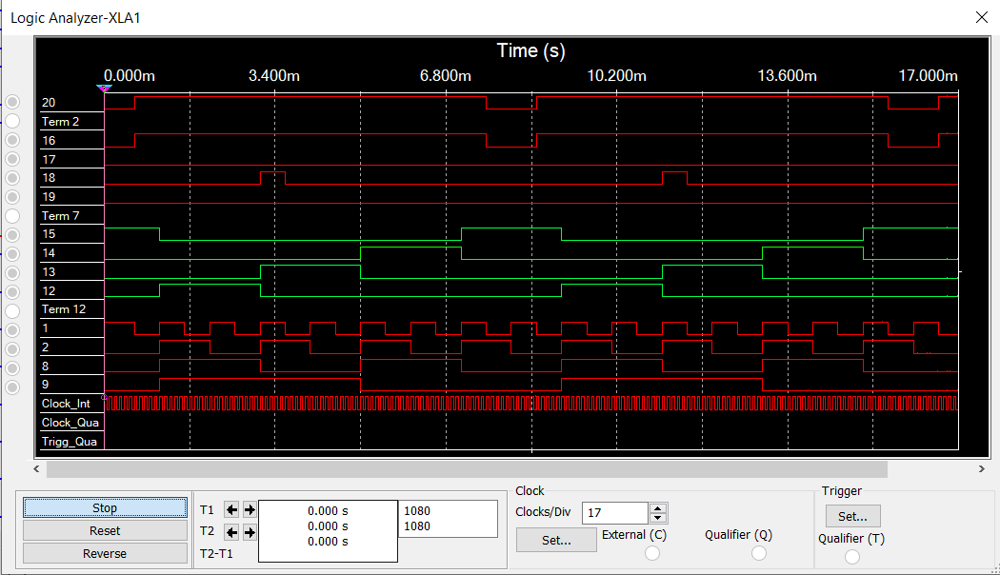 Logic Analyzer-XLA1
Time (s)
0.000m 3.400m 6.800m 10.200m 13.600m 17.000m
20
Term 2
16
17
18
19
Term 7
15
14
13
12
Term 12
1
2
8
9
Clock_Int
Clock_Qua
Trigg_Qua
Stop
Reset
Reverse
T1
T2
T2-T1
0.000 s
0.000 s
0.000 s
1080
1080
Clock
Clocks/Div 17
Set...
External (C)
Qualifier (Q)
Trigger
Set...
Qualifier (T)